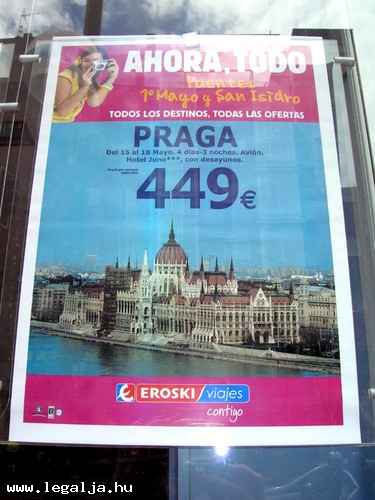 AHORA, TODO
Puentes
1º Mayo y San Isidro
TODOS LOS DESTINOS, TODAS LAS OFERTAS
PRAGA
Del 15 al 18 Mayo. 4 días-3 noches. Avión.
Hotel Juno***, con desayunos.
449€
EROSKI/viajes
contigo
www.legalja.hu